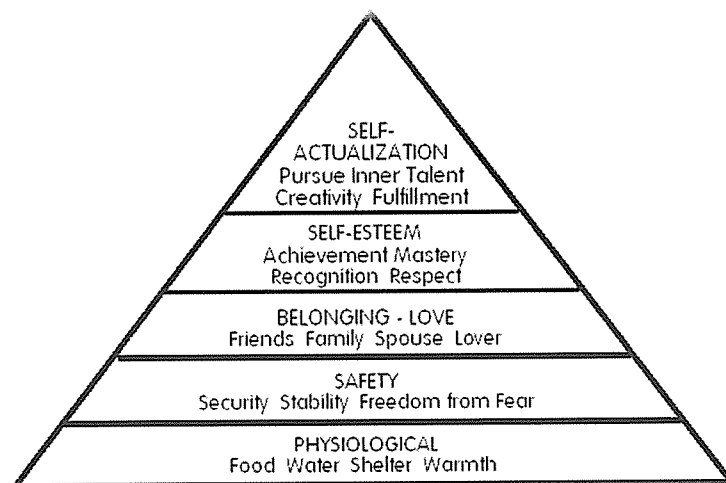 SELF-
ACTUALIZATION
Pursue Inner Talent
Creativity Fulfillment
SELF-ESTEEM
Achievement Mastery
Recognition Respect
BELONGING - LOVE
Friends Family Spouse Lover
SAFETY
Security Stability Freedom from Fear
PHYSIOLOGICAL
Food Water Shelter Warmth